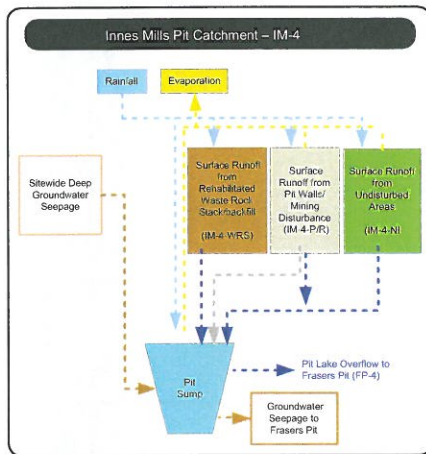 Innes Mills Pit Catchment – IM-4
Rainfall
Evaporation
Sitewide Deep
Groundwater
Seepage
Surface Runoff
from
Rehabilitated
Waste Rock
Stack/backfill
(IM-4-WRS)
Surface Runoff
from Pit Walls/
Mining
Disturbance
(IM-4-P/R)
Surface Runoff
from
Undisturbed
Areas
(IM-4-N)
Pit
Sump
Pit Lake Overflow to
Frasers Pit (FP-4)
Groundwater
Seepage to
Frasers Pit